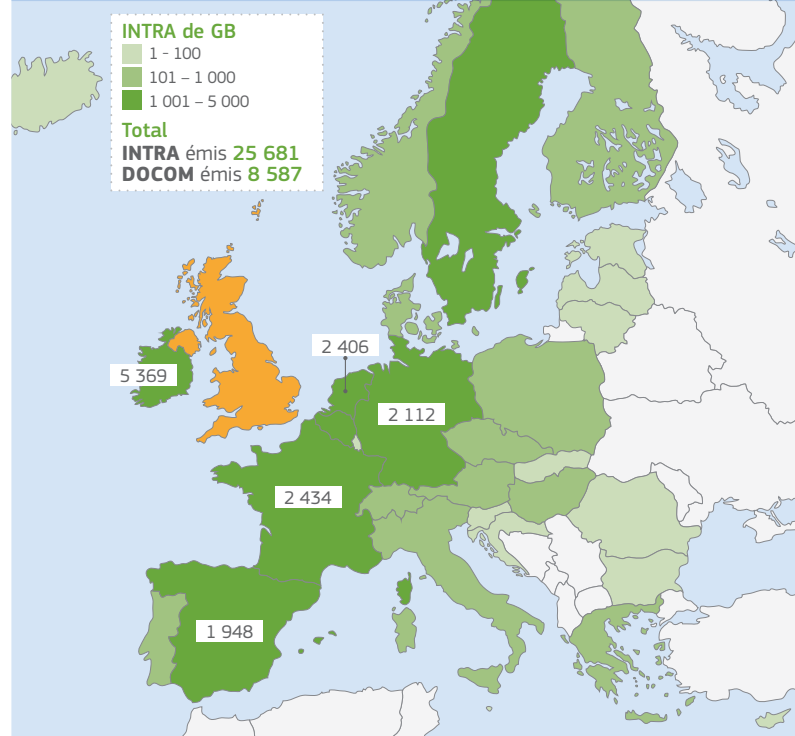 INTRA de GB
1 - 100
101 – 1 000
1 001 – 5 000
Total
INTRA émis 25 681
DOCOM émis 8 587
2 406
5 369
2 112
2 434
1 948